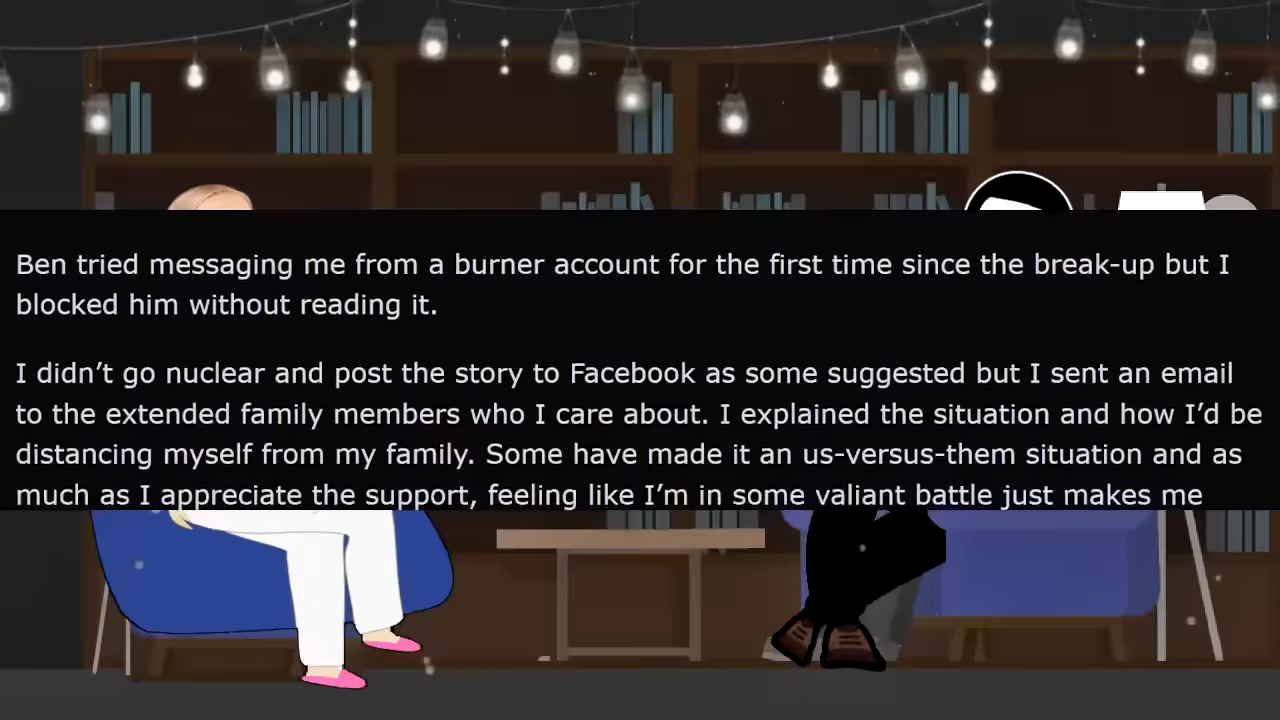 Ben tried messaging me from a burner account for the first time since the break-up but I
blocked him without reading it.
I didn’t go nuclear and post the story to Facebook as some suggested but I sent an email
to the extended family members who I care about. I explained the situation and how I’d be
distancing myself from my family. Some have made it an us-versus-them situation and as
much as I appreciate the support, feeling like I’m in some valiant battle just makes me